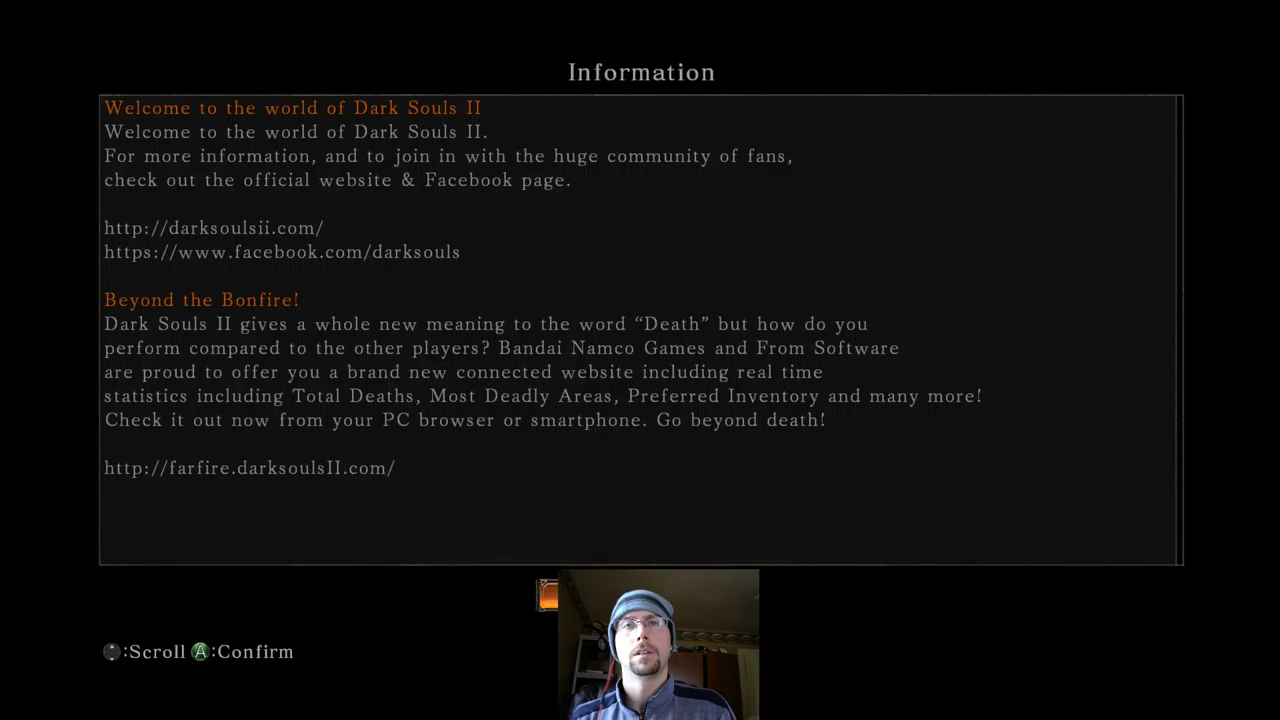 Information
Welcome to the world of Dark Souls II
Welcome to the world of Dark Souls II.
For more information, and to join in with the huge community of fans,
check out the official website & Facebook page.
http://darksoulsii.com/
https://www.facebook.com/darksouls
Beyond the Bonfire!
Dark Souls II gives a whole new meaning to the word “Death” but how do you
perform compared to the other players? Bandai Namco Games and From Software
are proud to offer you a brand new connected website including real time
statistics including Total Deaths, Most Deadly Areas, Preferred Inventory and many more!
Check it out now from your PC browser or smartphone. Go beyond death!
http://farfire.darksoulsII.com/
:Scroll A:Confirm